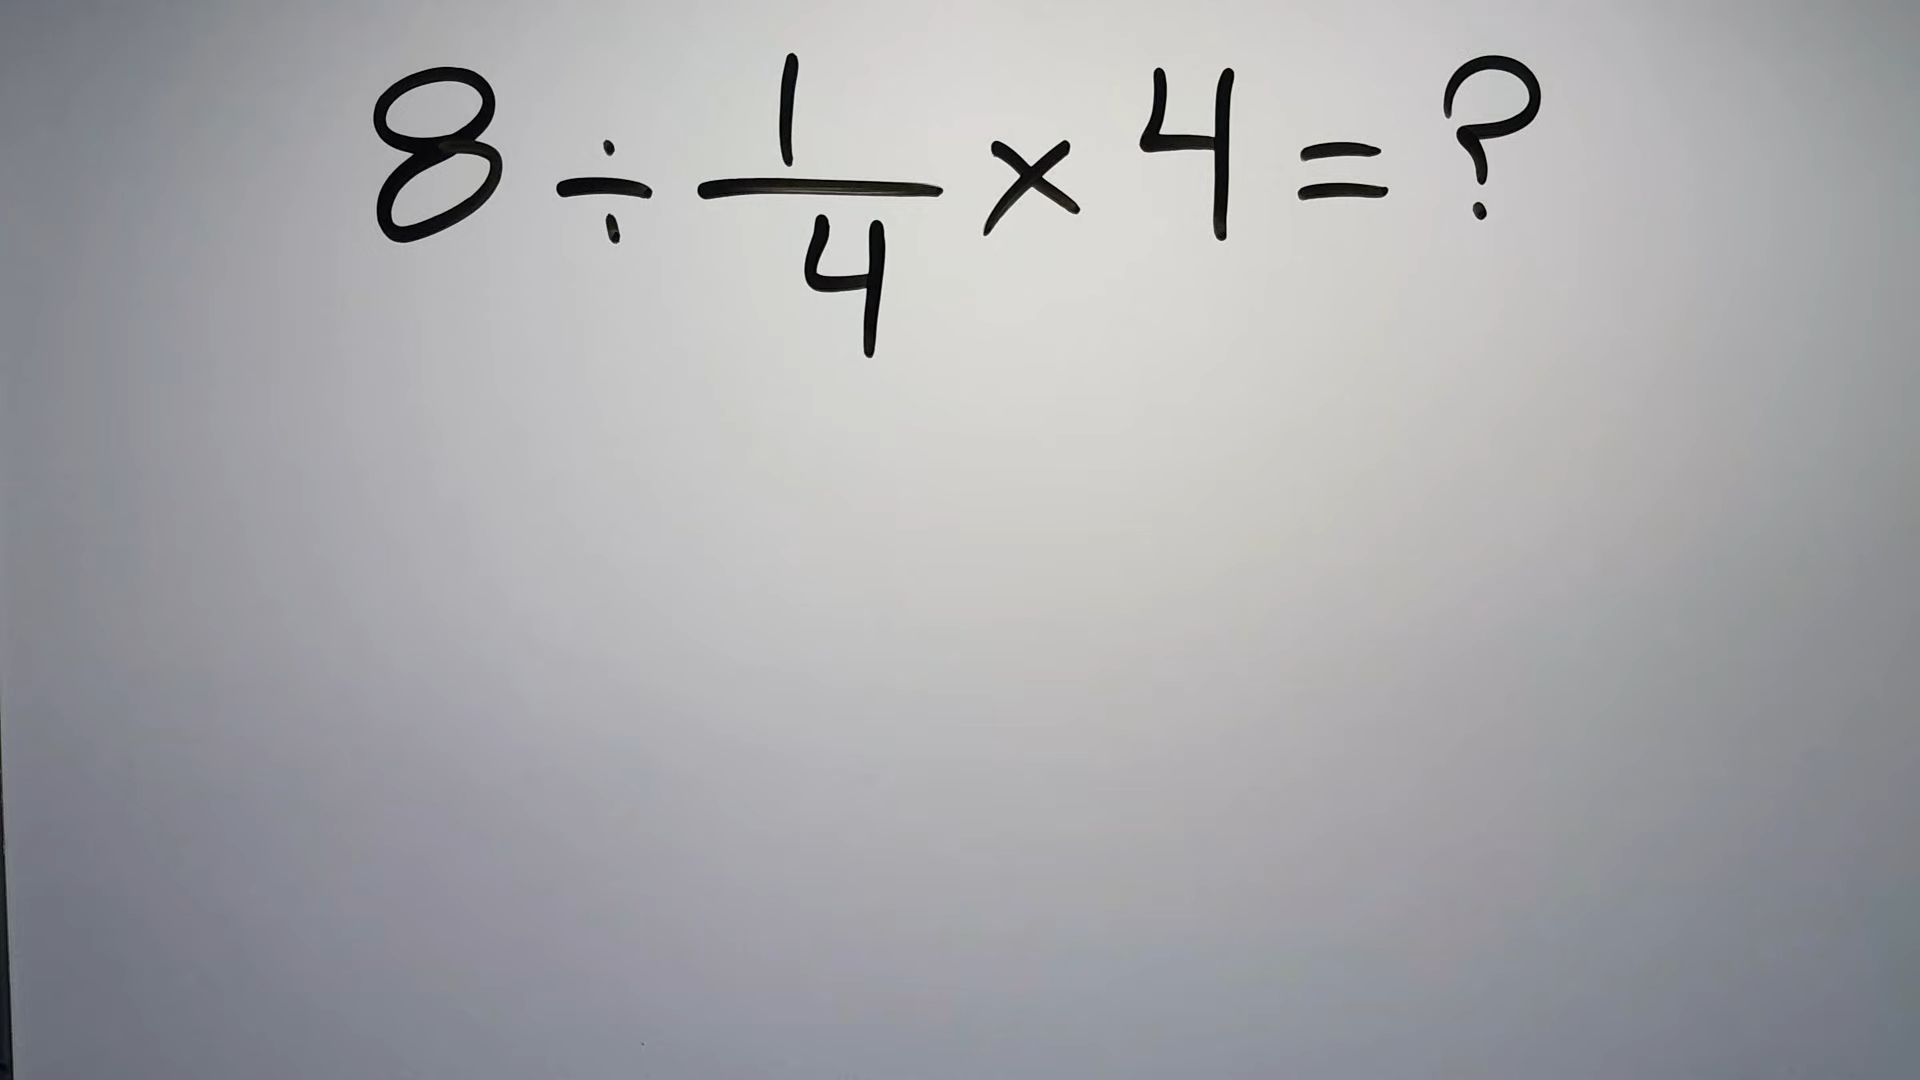 8 ÷ 1/4 × 4 = ?